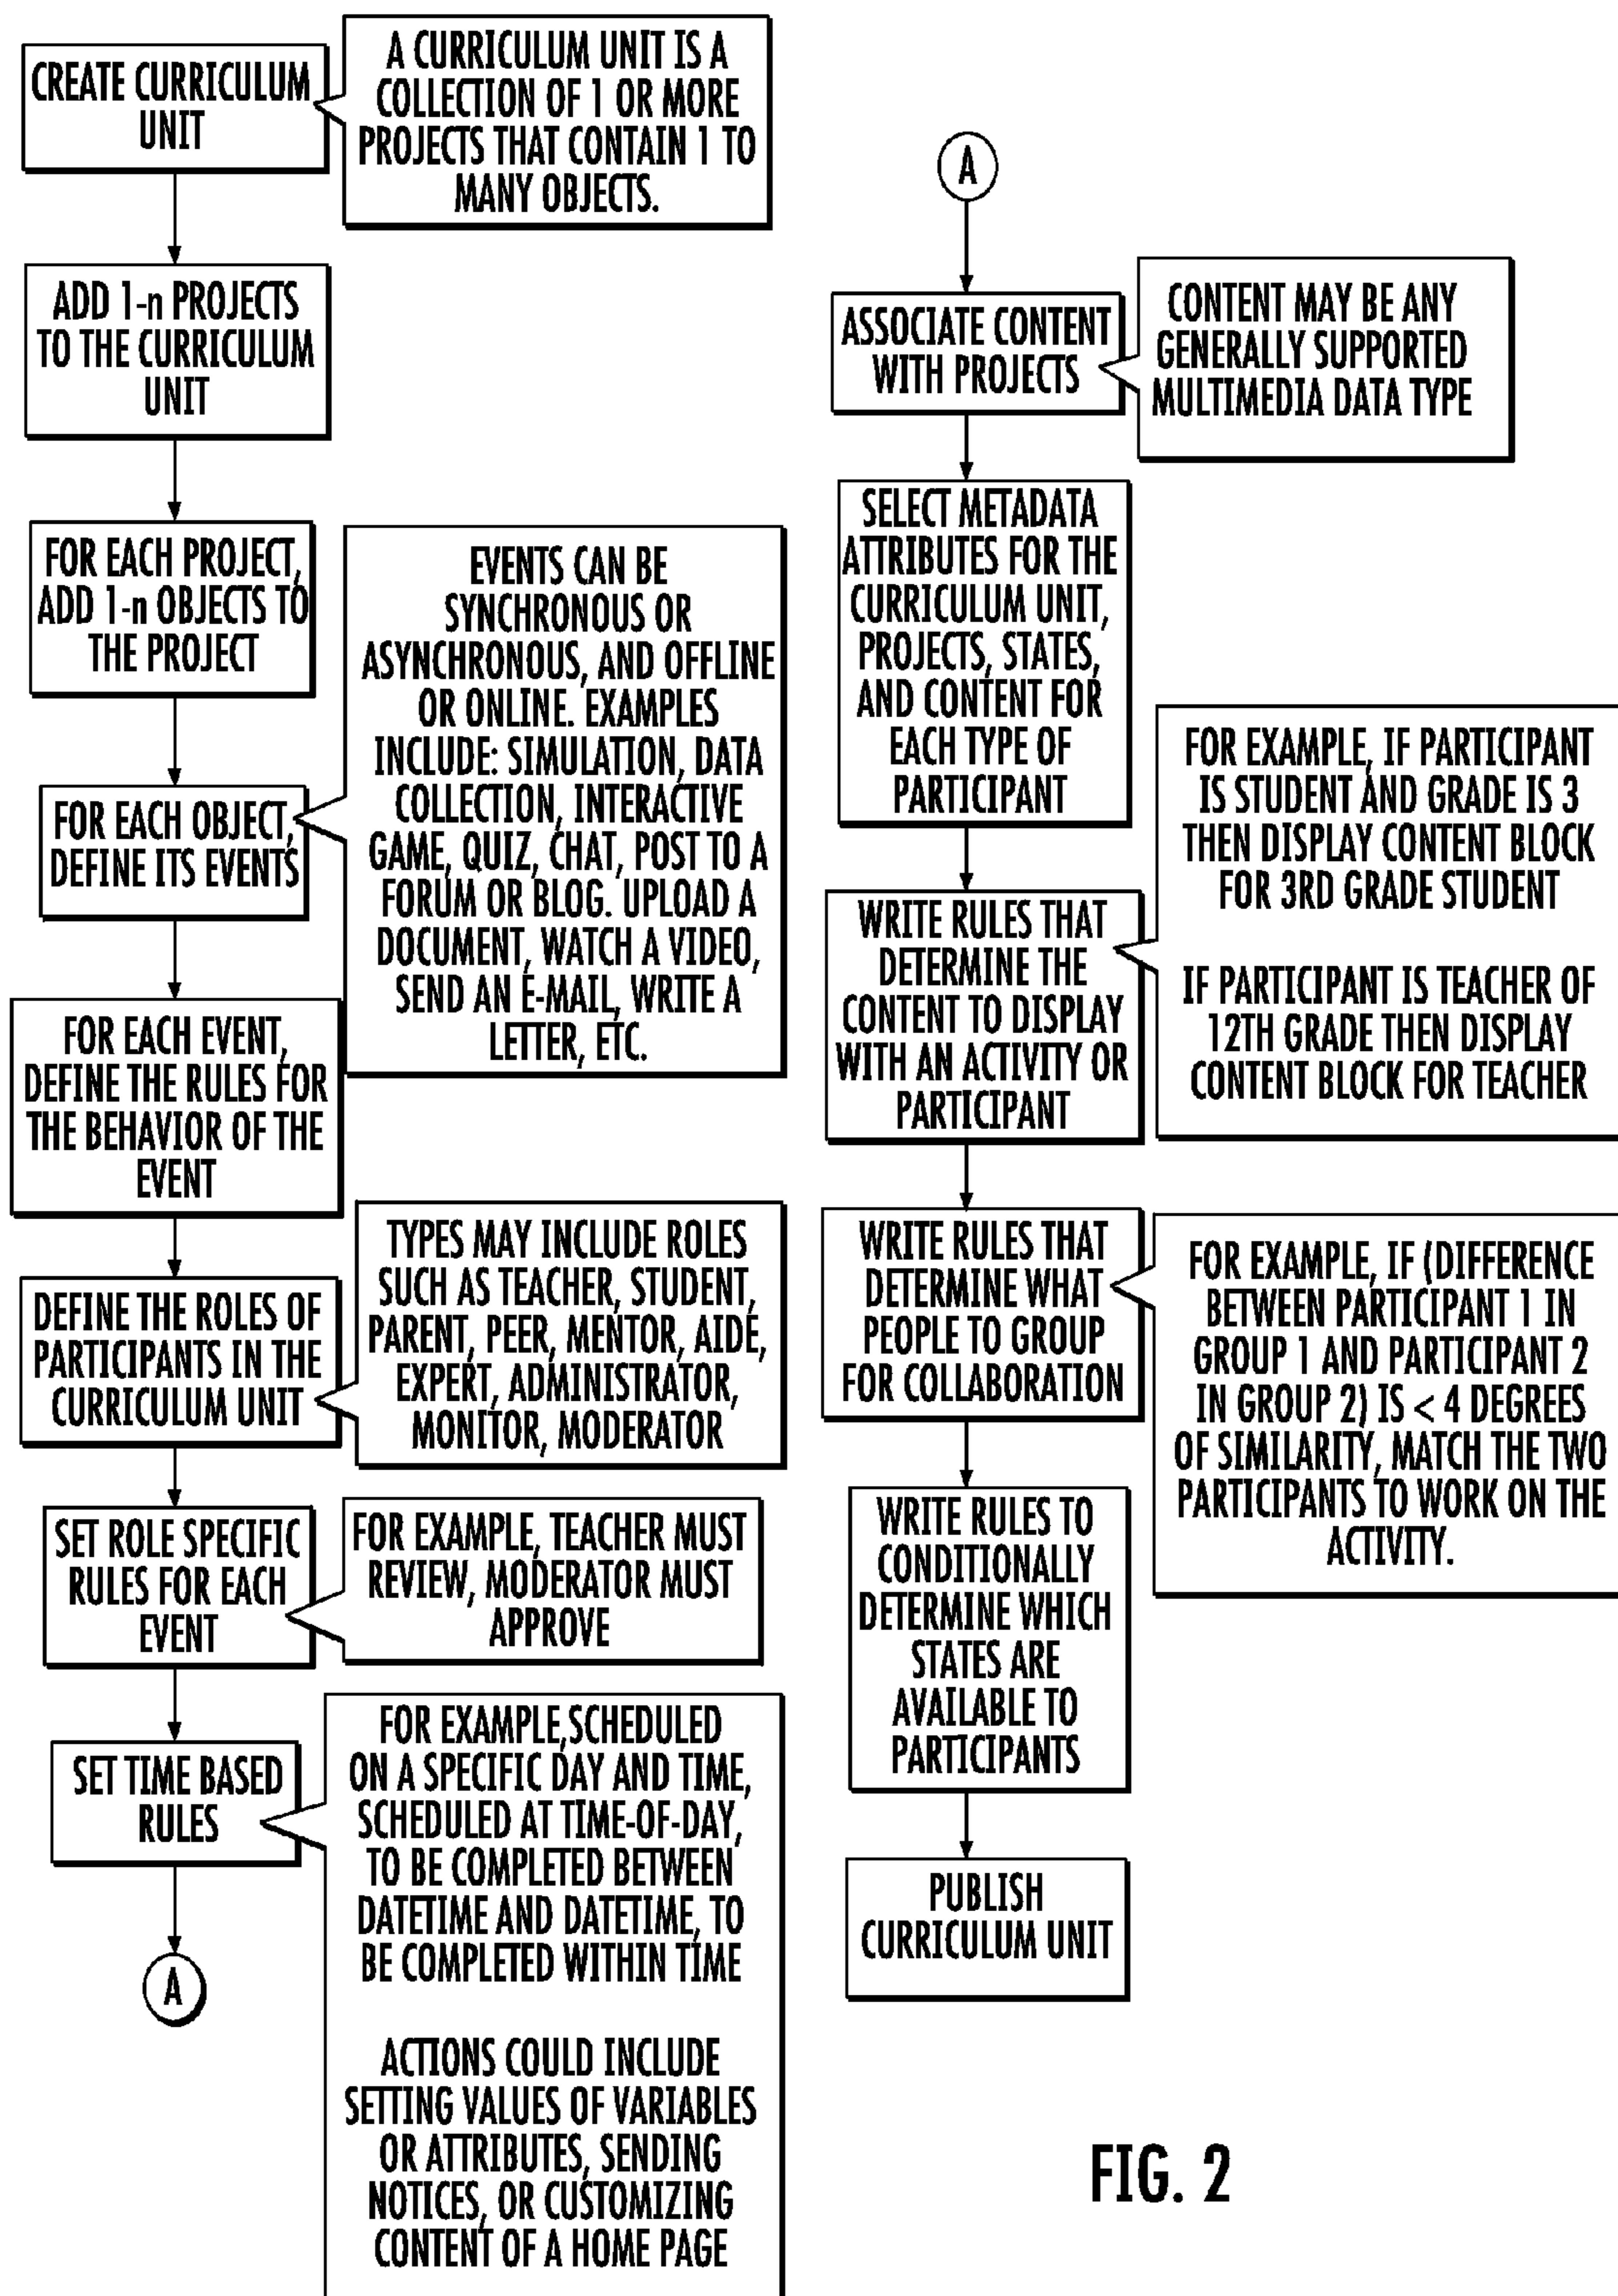 CREATE CURRICULUM
UNIT
A CURRICULUM UNIT IS A
COLLECTION OF 1 OR MORE
PROJECTS THAT CONTAIN 1 TO
MANY OBJECTS.
ADD 1-n PROJECTS
TO THE CURRICULUM
UNIT
FOR EACH PROJECT,
ADD 1-n OBJECTS TO
THE PROJECT
EVENTS CAN BE
SYNCHRONOUS OR
ASYNCHRONOUS, AND OFFLINE
OR ONLINE. EXAMPLES
INCLUDE: SIMULATION, DATA
COLLECTION, INTERACTIVE
GAME, QUIZ, CHAT, POST TO A
FORUM OR BLOG. UPLOAD A
DOCUMENT, WATCH A VIDEO,
SEND AN E-MAIL, WRITE A
LETTER, ETC.
FOR EACH OBJECT,
DEFINE ITS EVENTS
FOR EACH EVENT,
DEFINE THE RULES FOR
THE BEHAVIOR OF THE
EVENT
DEFINE THE ROLES OF
PARTICIPANTS IN THE
CURRICULUM UNIT
TYPES MAY INCLUDE ROLES
SUCH AS TEACHER, STUDENT,
PARENT, PEER, MENTOR, AIDE,
EXPERT, ADMINISTRATOR,
MONITOR, MODERATOR
SET ROLE SPECIFIC
RULES FOR EACH
EVENT
FOR EXAMPLE, TEACHER MUST
REVIEW, MODERATOR MUST
APPROVE
SET TIME BASED
RULES
FOR EXAMPLE,SCHEDULED
ON A SPECIFIC DAY AND TIME,
SCHEDULED AT TIME-OF-DAY,
TO BE COMPLETED BETWEEN
DATETIME AND DATETIME, TO
BE COMPLETED WITHIN TIME
ACTIONS COULD INCLUDE
SETTING VALUES OF VARIABLES
OR ATTRIBUTES, SENDING
NOTICES, OR CUSTOMIZING
CONTENT OF A HOME PAGE
A
A
ASSOCIATE CONTENT
WITH PROJECTS
CONTENT MAY BE ANY
GENERALLY SUPPORTED
MULTIMEDIA DATA TYPE
SELECT METADATA
ATTRIBUTES FOR THE
CURRICULUM UNIT,
PROJECTS, STATES,
AND CONTENT FOR
EACH TYPE OF
PARTICIPANT
WRITE RULES THAT
DETERMINE THE
CONTENT TO DISPLAY
WITH AN ACTIVITY OR
PARTICIPANT
FOR EXAMPLE, IF PARTICIPANT
IS STUDENT AND GRADE IS 3
THEN DISPLAY CONTENT BLOCK
FOR 3RD GRADE STUDENT
IF PARTICIPANT IS TEACHER OF
12TH GRADE THEN DISPLAY
CONTENT BLOCK FOR TEACHER
WRITE RULES THAT
DETERMINE WHAT
PEOPLE TO GROUP
FOR COLLABORATION
FOR EXAMPLE, IF (DIFFERENCE
BETWEEN PARTICIPANT 1 IN
GROUP 1 AND PARTICIPANT 2
IN GROUP 2) IS < 4 DEGREES
OF SIMILARITY, MATCH THE TWO
PARTICIPANTS TO WORK ON THE
ACTIVITY.
WRITE RULES TO
CONDITIONALLY
DETERMINE WHICH
STATES ARE
AVAILABLE TO
PARTICIPANTS
PUBLISH
CURRICULUM UNIT
FIG. 2